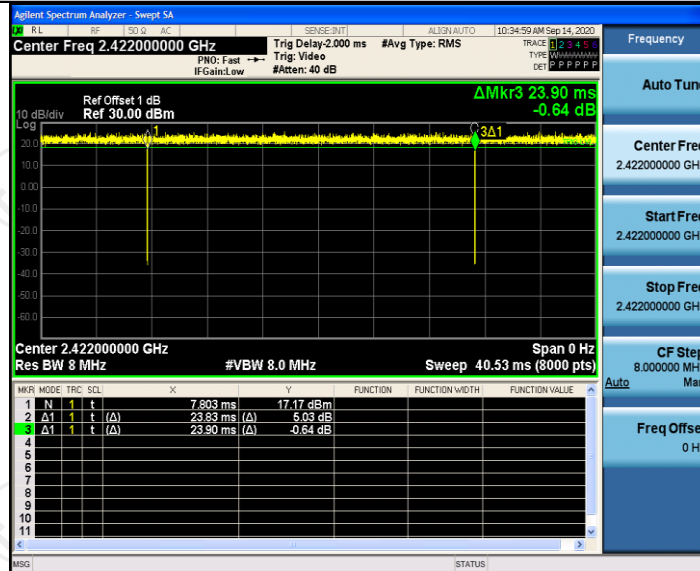 Agilent Spectrum Analyzer - Swept SA
RL RF 50 Ω AC SENSE:INT ALIGN AUTO 10:34:59 AM Sep 14, 2020
Center Freq 2.422000000 GHz
PNO: Fast
IFGain:Low
Trig Delay-2.000 ms
Trig: Video
#Atten: 40 dB
#Avg Type: RMS
TRACE 1 2 3 4 5 6
TYPE
DET P P P P P P
ΔMkr3 23.90 ms
-0.64 dB
Ref Offset 1 dB
10 dB/div Ref 30.00 dBm
Log
1
3Δ1
20.0
10.0
0.00
-10.0
-20.0
-30.0
-40.0
-50.0
-60.0
Center 2.422000000 GHz Span 0 Hz
Res BW 8 MHz #VBW 8.0 MHz Sweep 40.53 ms (8000 pts)
MKR MODE TRC SCL X Y FUNCTION FUNCTION WIDTH FUNCTION VALUE
1 N 1 t 7.803 ms 17.17 dBm
2 Δ1 1 t (Δ) 23.83 ms (Δ) 5.03 dB
3 Δ1 1 t (Δ) 23.90 ms (Δ) -0.64 dB
4
5
6
7
8
9
10
11
MSG STATUS
Frequency
Auto Tun
Center Fre
2.422000000 GH
Start Fre
2.422000000 GH
Stop Fre
2.422000000 GH
CF Step
8.000000 MH
Auto Ma
Freq Offse
0 H